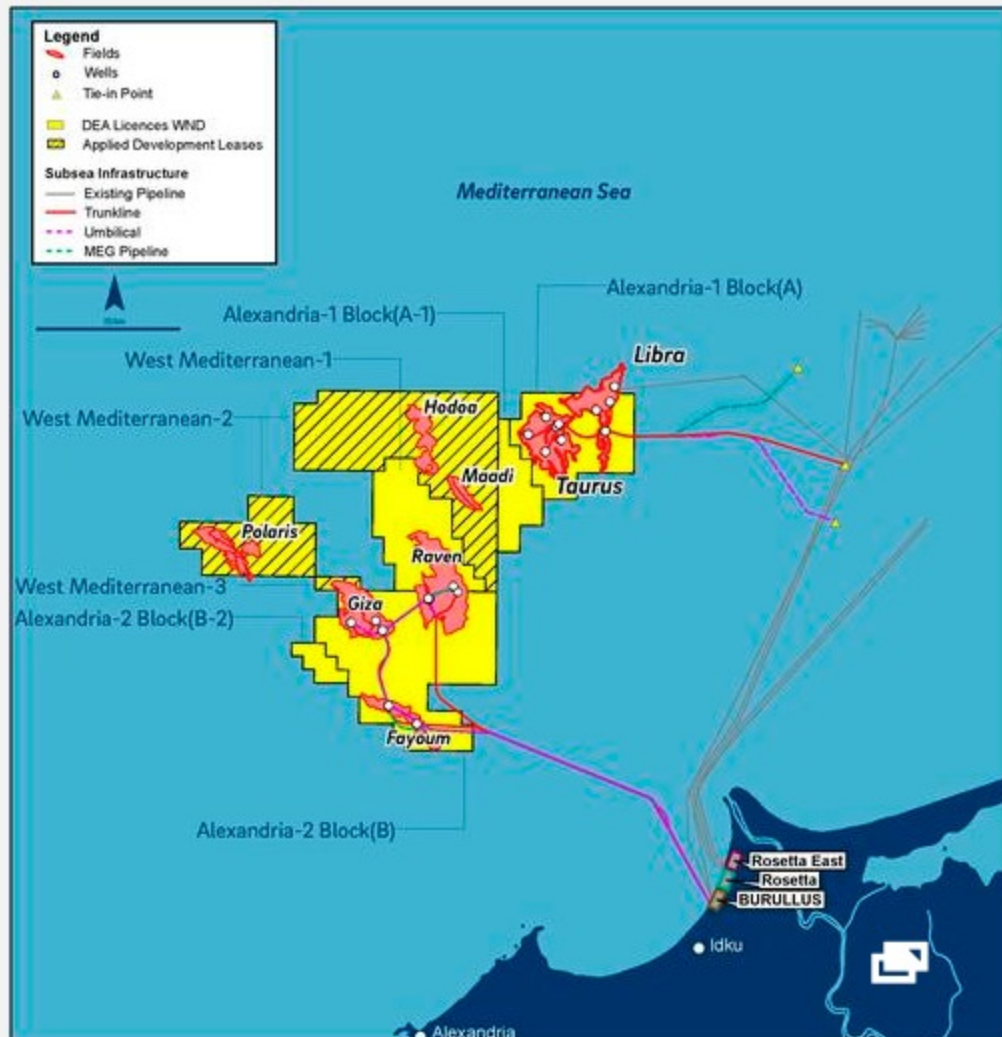 Legend
Fields
Wells
Tie-in Point
DEA Licences WND
Applied Development Leases
Subsea Infrastructure
Existing Pipeline
Trunkline
Umbilical
MEG Pipeline
Mediterranean Sea
Alexandria-1 Block(A)
Alexandria-1 Block(A-1)
Libra
West Mediterranean-1
Hodoa
West Mediterranean-2
Maadi
Taurus
Polaris
Raven
West Mediterranean-3
Giza
Alexandria-2 Block(B-2)
Fayoum
Alexandria-2 Block(B)
Rosetta East
Rosetta
BURULLUS
Idku
Alexandria